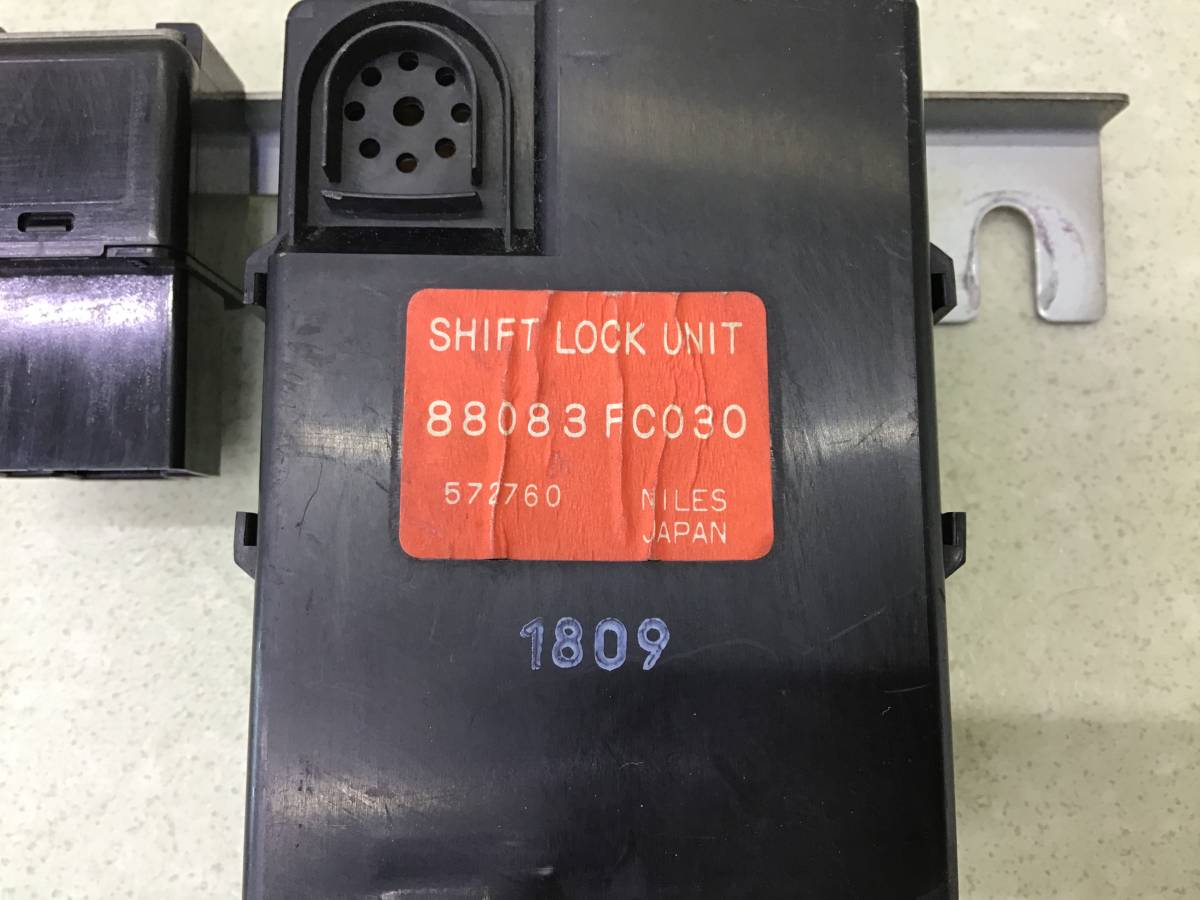 SHIFT LOCK UNIT
88083 FC030
572760 NILES
JAPAN
1809